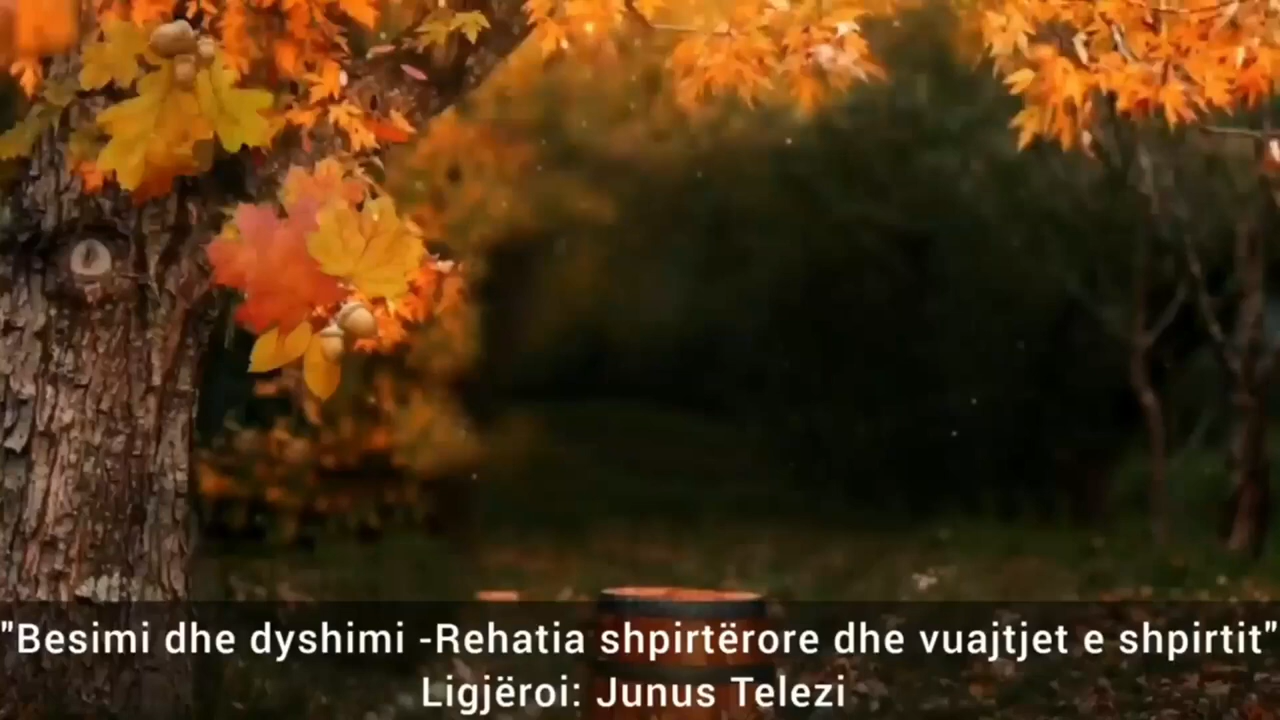 "Besimi dhe dyshimi -Rehatia shpirtërore dhe vuajtjet e shpirtit"
Ligjëroi: Junus Telezi